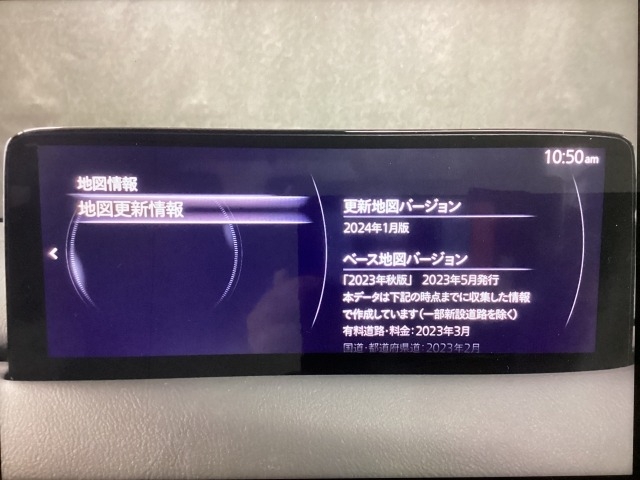 10:50am
地図情報
地図更新情報
更新地図バージョン
2024年1月版
ベース地図バージョン
「2023年秋版」 2023年5月発行
本データは下記の時点までに収集した情報
で作成しています(一部新設道路を除く)
有料道路・料金:2023年3月
国道・都道府県道:2023年2月